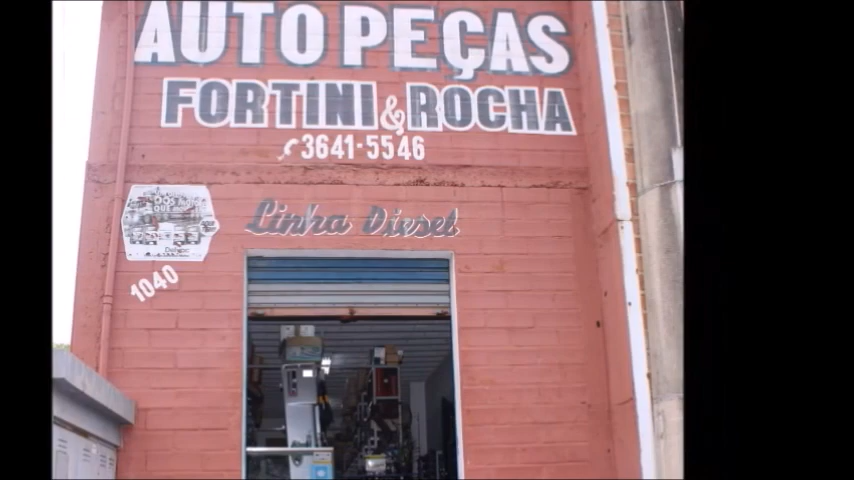 AUTO PEÇAS
FORTINI & ROCHA
3641-5546
Linha Diesel
1040